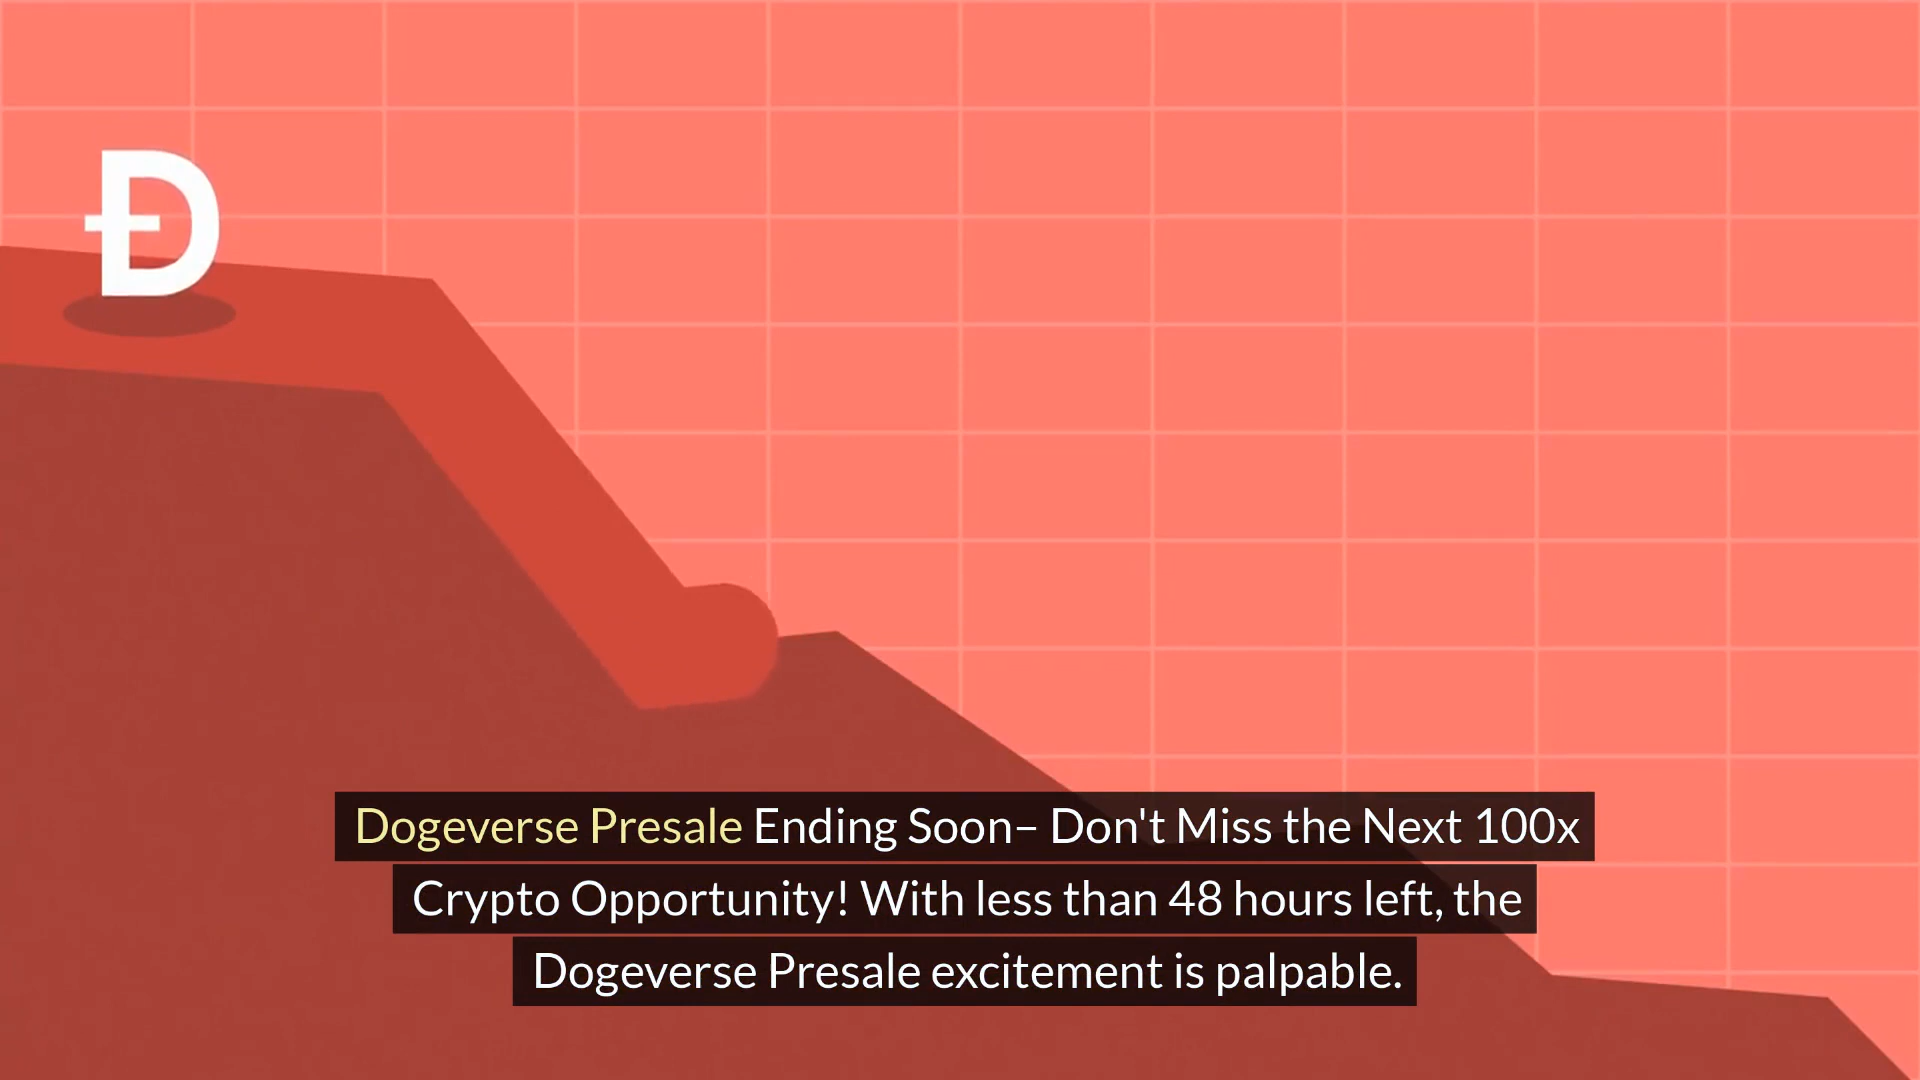 Ð
Dogeverse Presale Ending Soon– Don't Miss the Next 100x
Crypto Opportunity! With less than 48 hours left, the
Dogeverse Presale excitement is palpable.